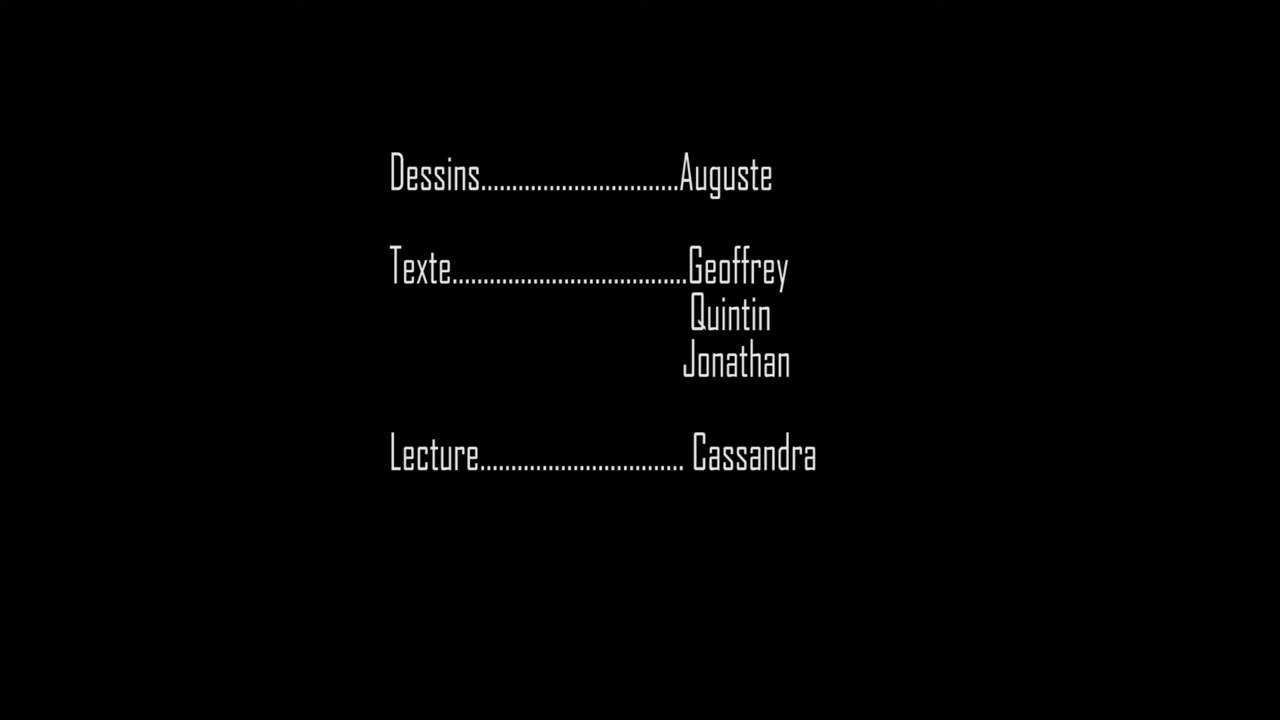 Dessins................................Auguste
Texte......................................Geoffrey
Quintin
Jonathan
Lecture................................. Cassandra